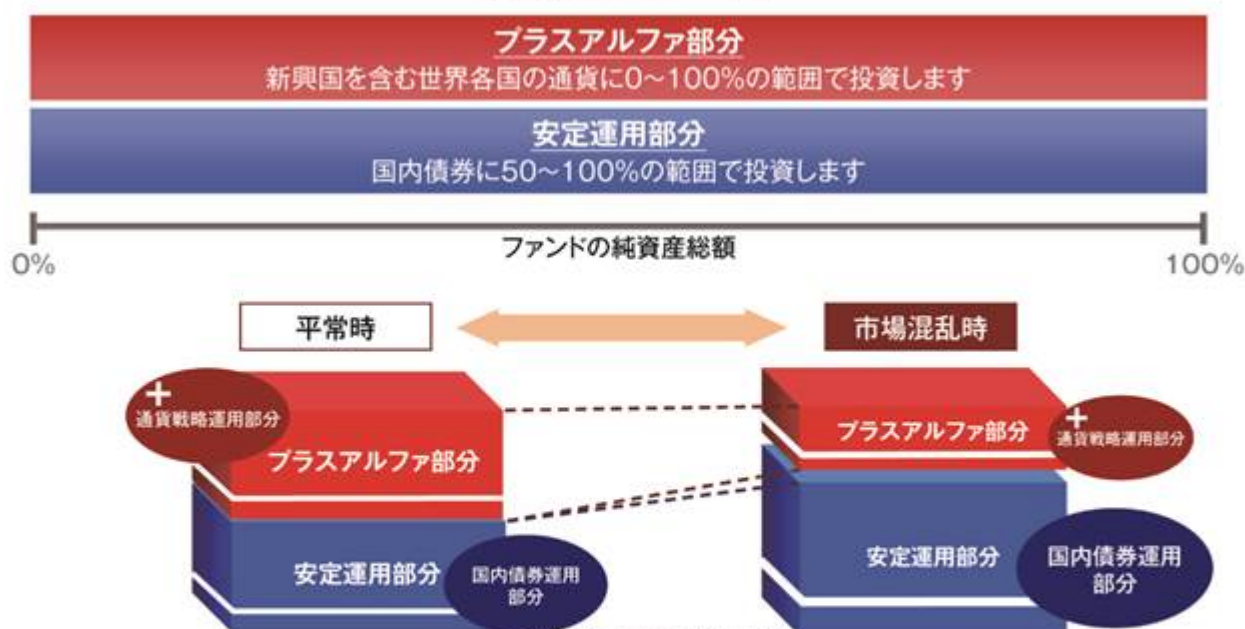 プラスアルファ部分
新興国を含む世界各国の通貨に0～100%の範囲で投資します
安定運用部分
国内債券に50～100%の範囲で投資します
0%
ファンドの純資産総額
100%
平常時
市場混乱時
+
通貨戦略運用部分
プラスアルファ部分
安定運用部分
国内債券運用
部分
プラスアルファ部分
+
通貨戦略運用部分
安定運用部分
国内債券運用
部分